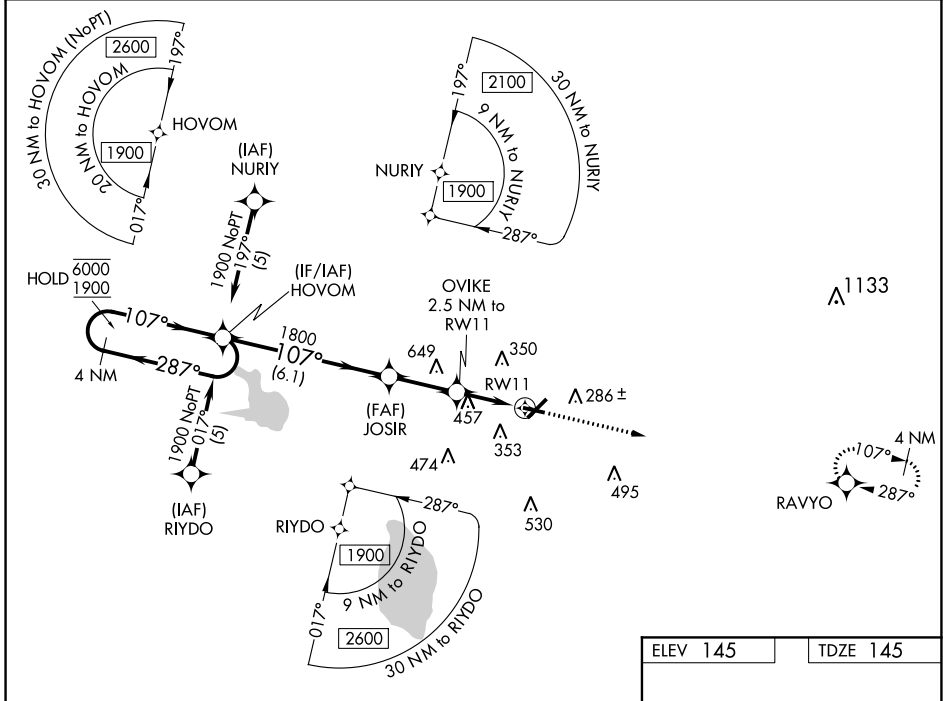 30 NM to HOVOM (NoPT)
2600
20 NM to HOVOM
1900
197°
017°
HOVOM
(IAF)
NURIY
1900 NoPT
197°
(5)
2100
197°
9 NM to NURIY
30 NM to NURIY
NURIY
1900
287°
HOLD 6000
1900
107°
287°
4 NM
(IF/IAF)
HOVOM
1800
107°
(6.1)
OVIKE
2.5 NM to
RW11
649
350
RW11
286 ±
1133
(FAF)
JOSIR
457
353
474
495
530
1900 NoPT
017°
(5)
(IAF)
RIYDO
RIYDO
287°
1900
9 NM to RIYDO
017°
2600
30 NM to RIYDO
4 NM
107°
287°
RAVYO
ELEV 145
TDZE 145